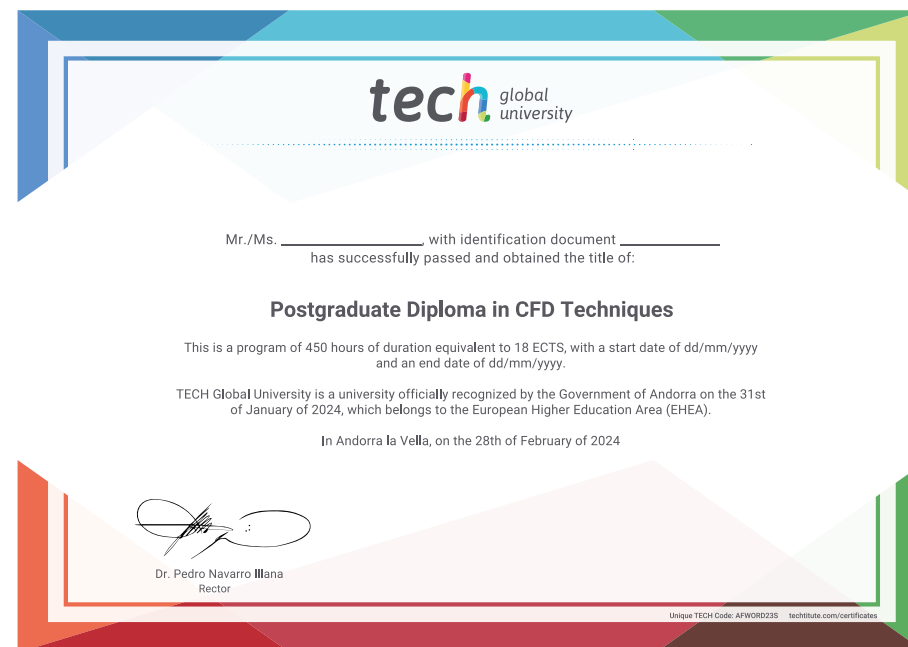 tech global
university
Mr./Ms. ____________________, with identification document ______________
has successfully passed and obtained the title of:
Postgraduate Diploma in CFD Techniques
This is a program of 450 hours of duration equivalent to 18 ECTS, with a start date of dd/mm/yyyy
and an end date of dd/mm/yyyy.
TECH Global University is a university officially recognized by the Government of Andorra on the 31st
of January of 2024, which belongs to the European Higher Education Area (EHEA).
In Andorra la Vella, on the 28th of February of 2024
Dr. Pedro Navarro Illana
Rector
Unique TECH Code: AFWORD23S techtitute.com/certificates